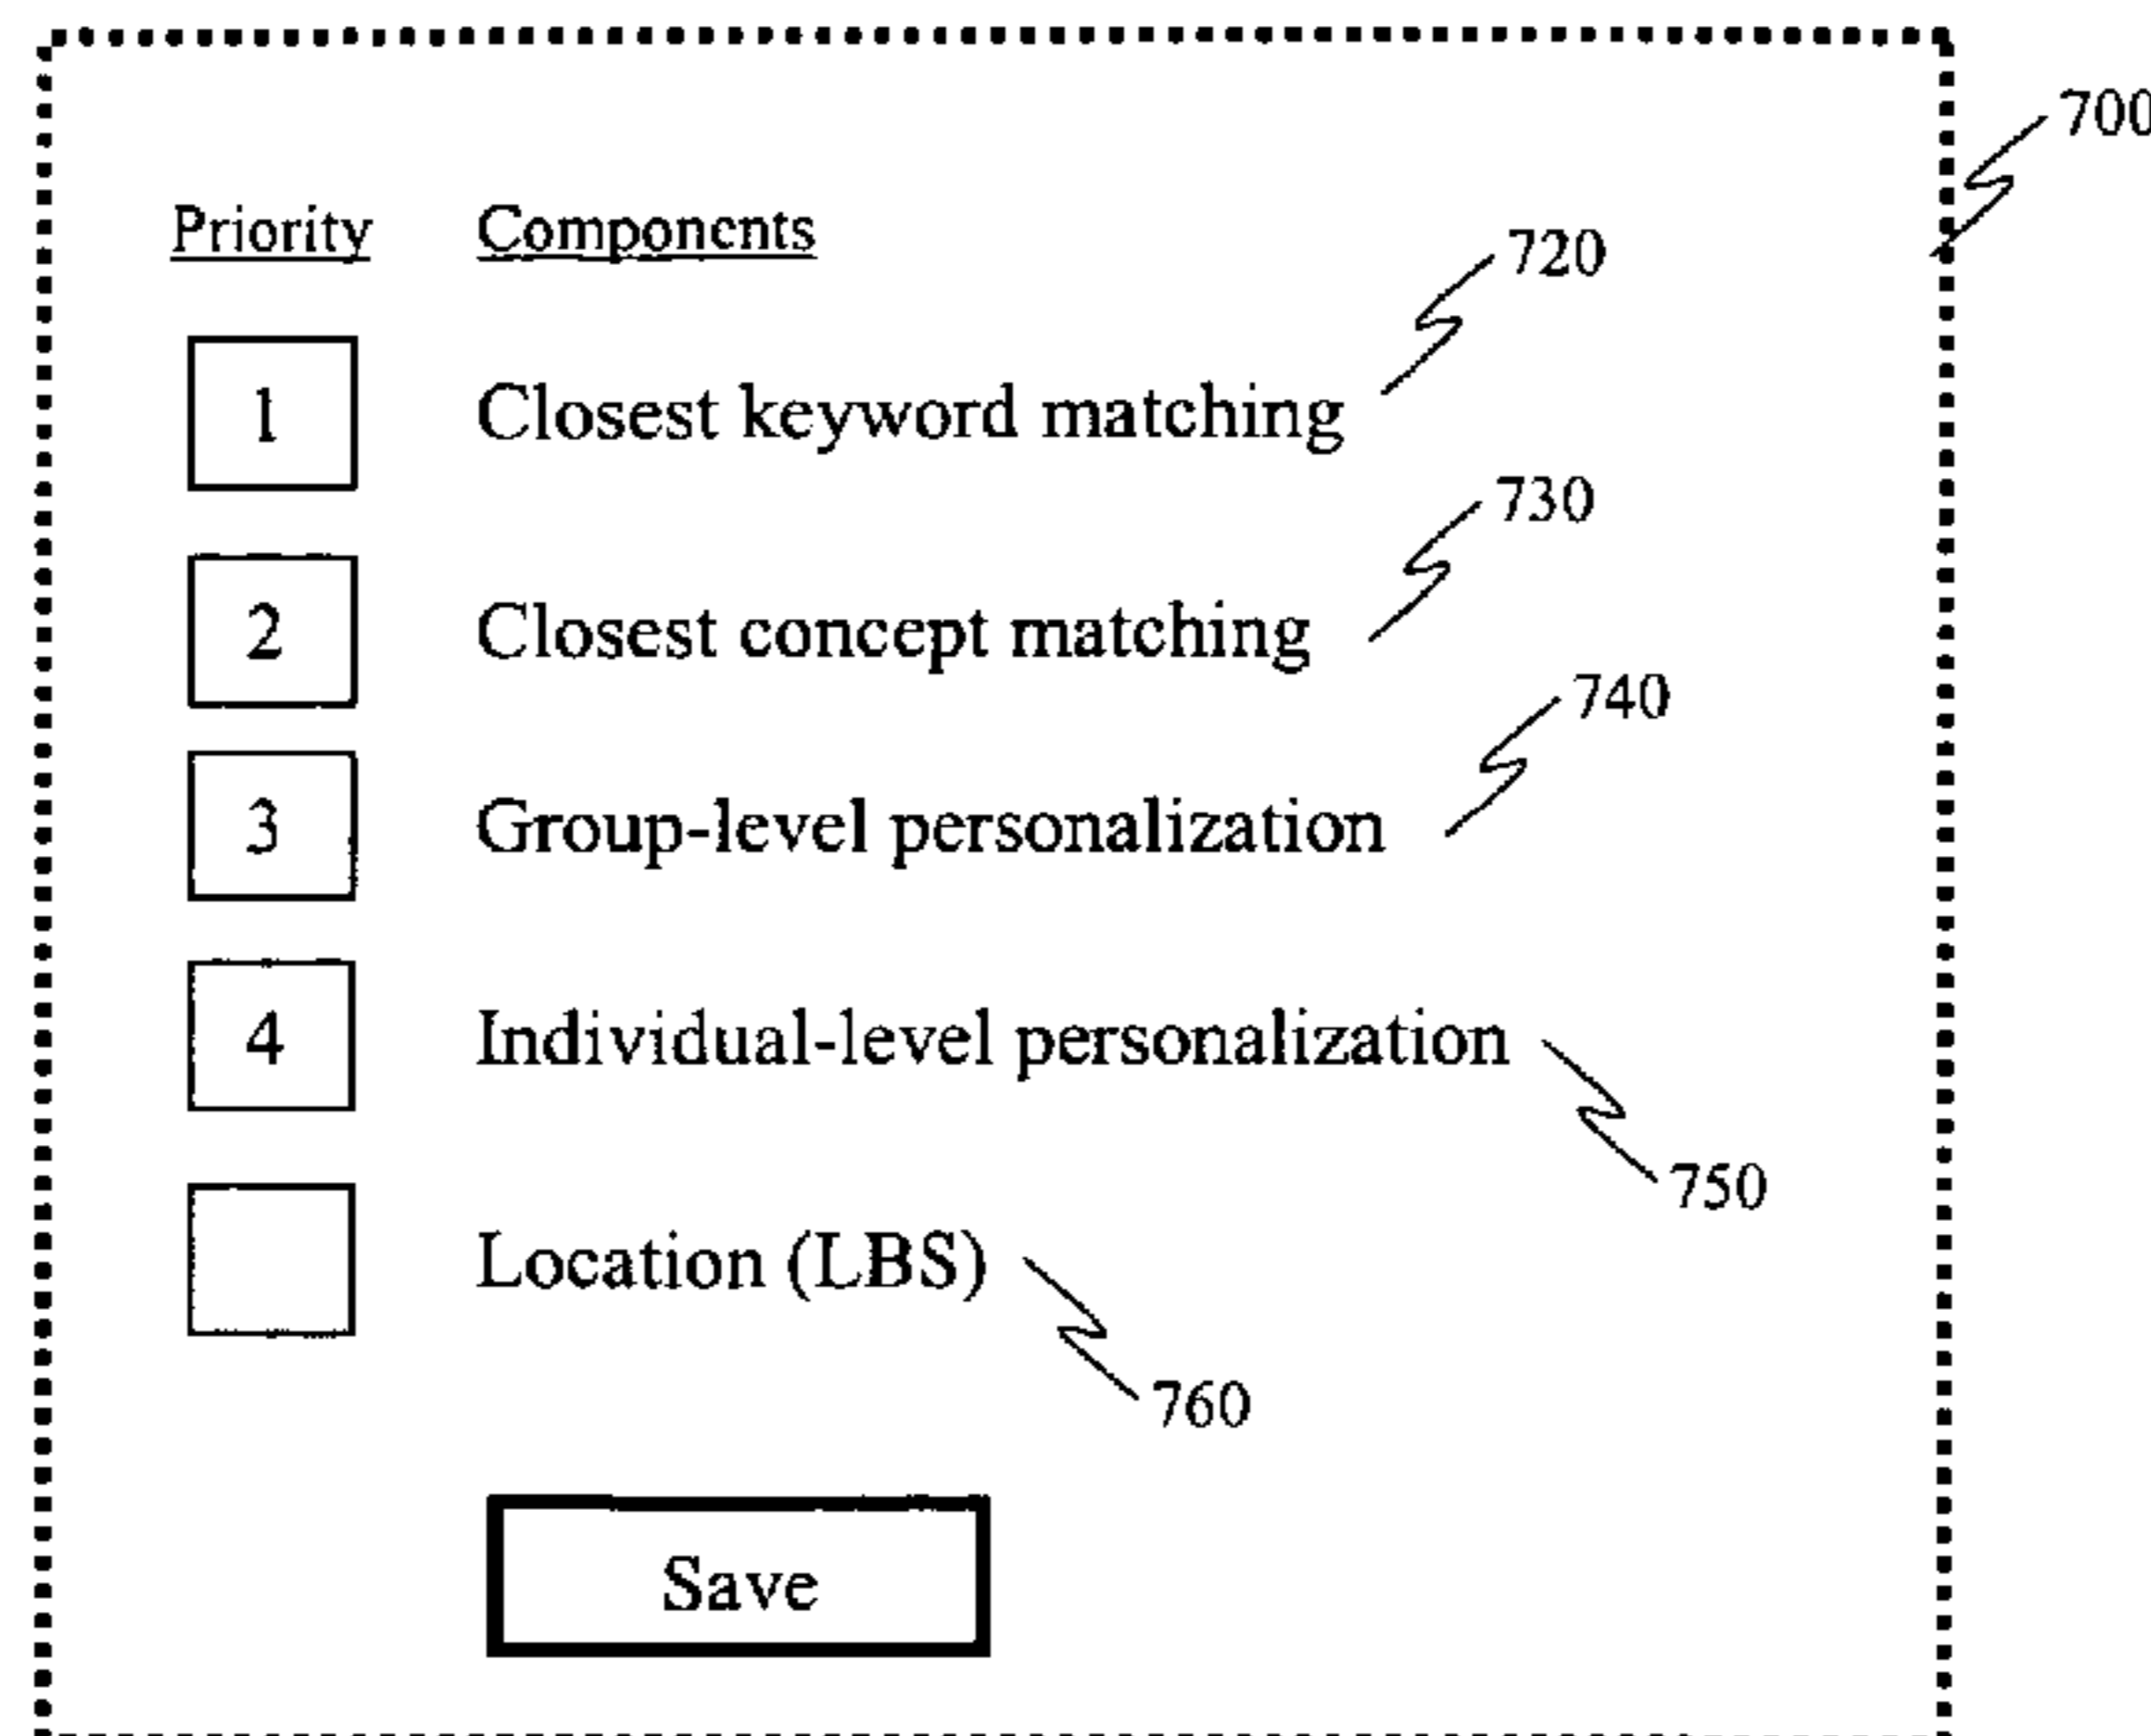 700
Priority Components
720
1 Closest keyword matching
730
2 Closest concept matching
740
3 Group-level personalization
4 Individual-level personalization
750
Location (LBS)
760
Save